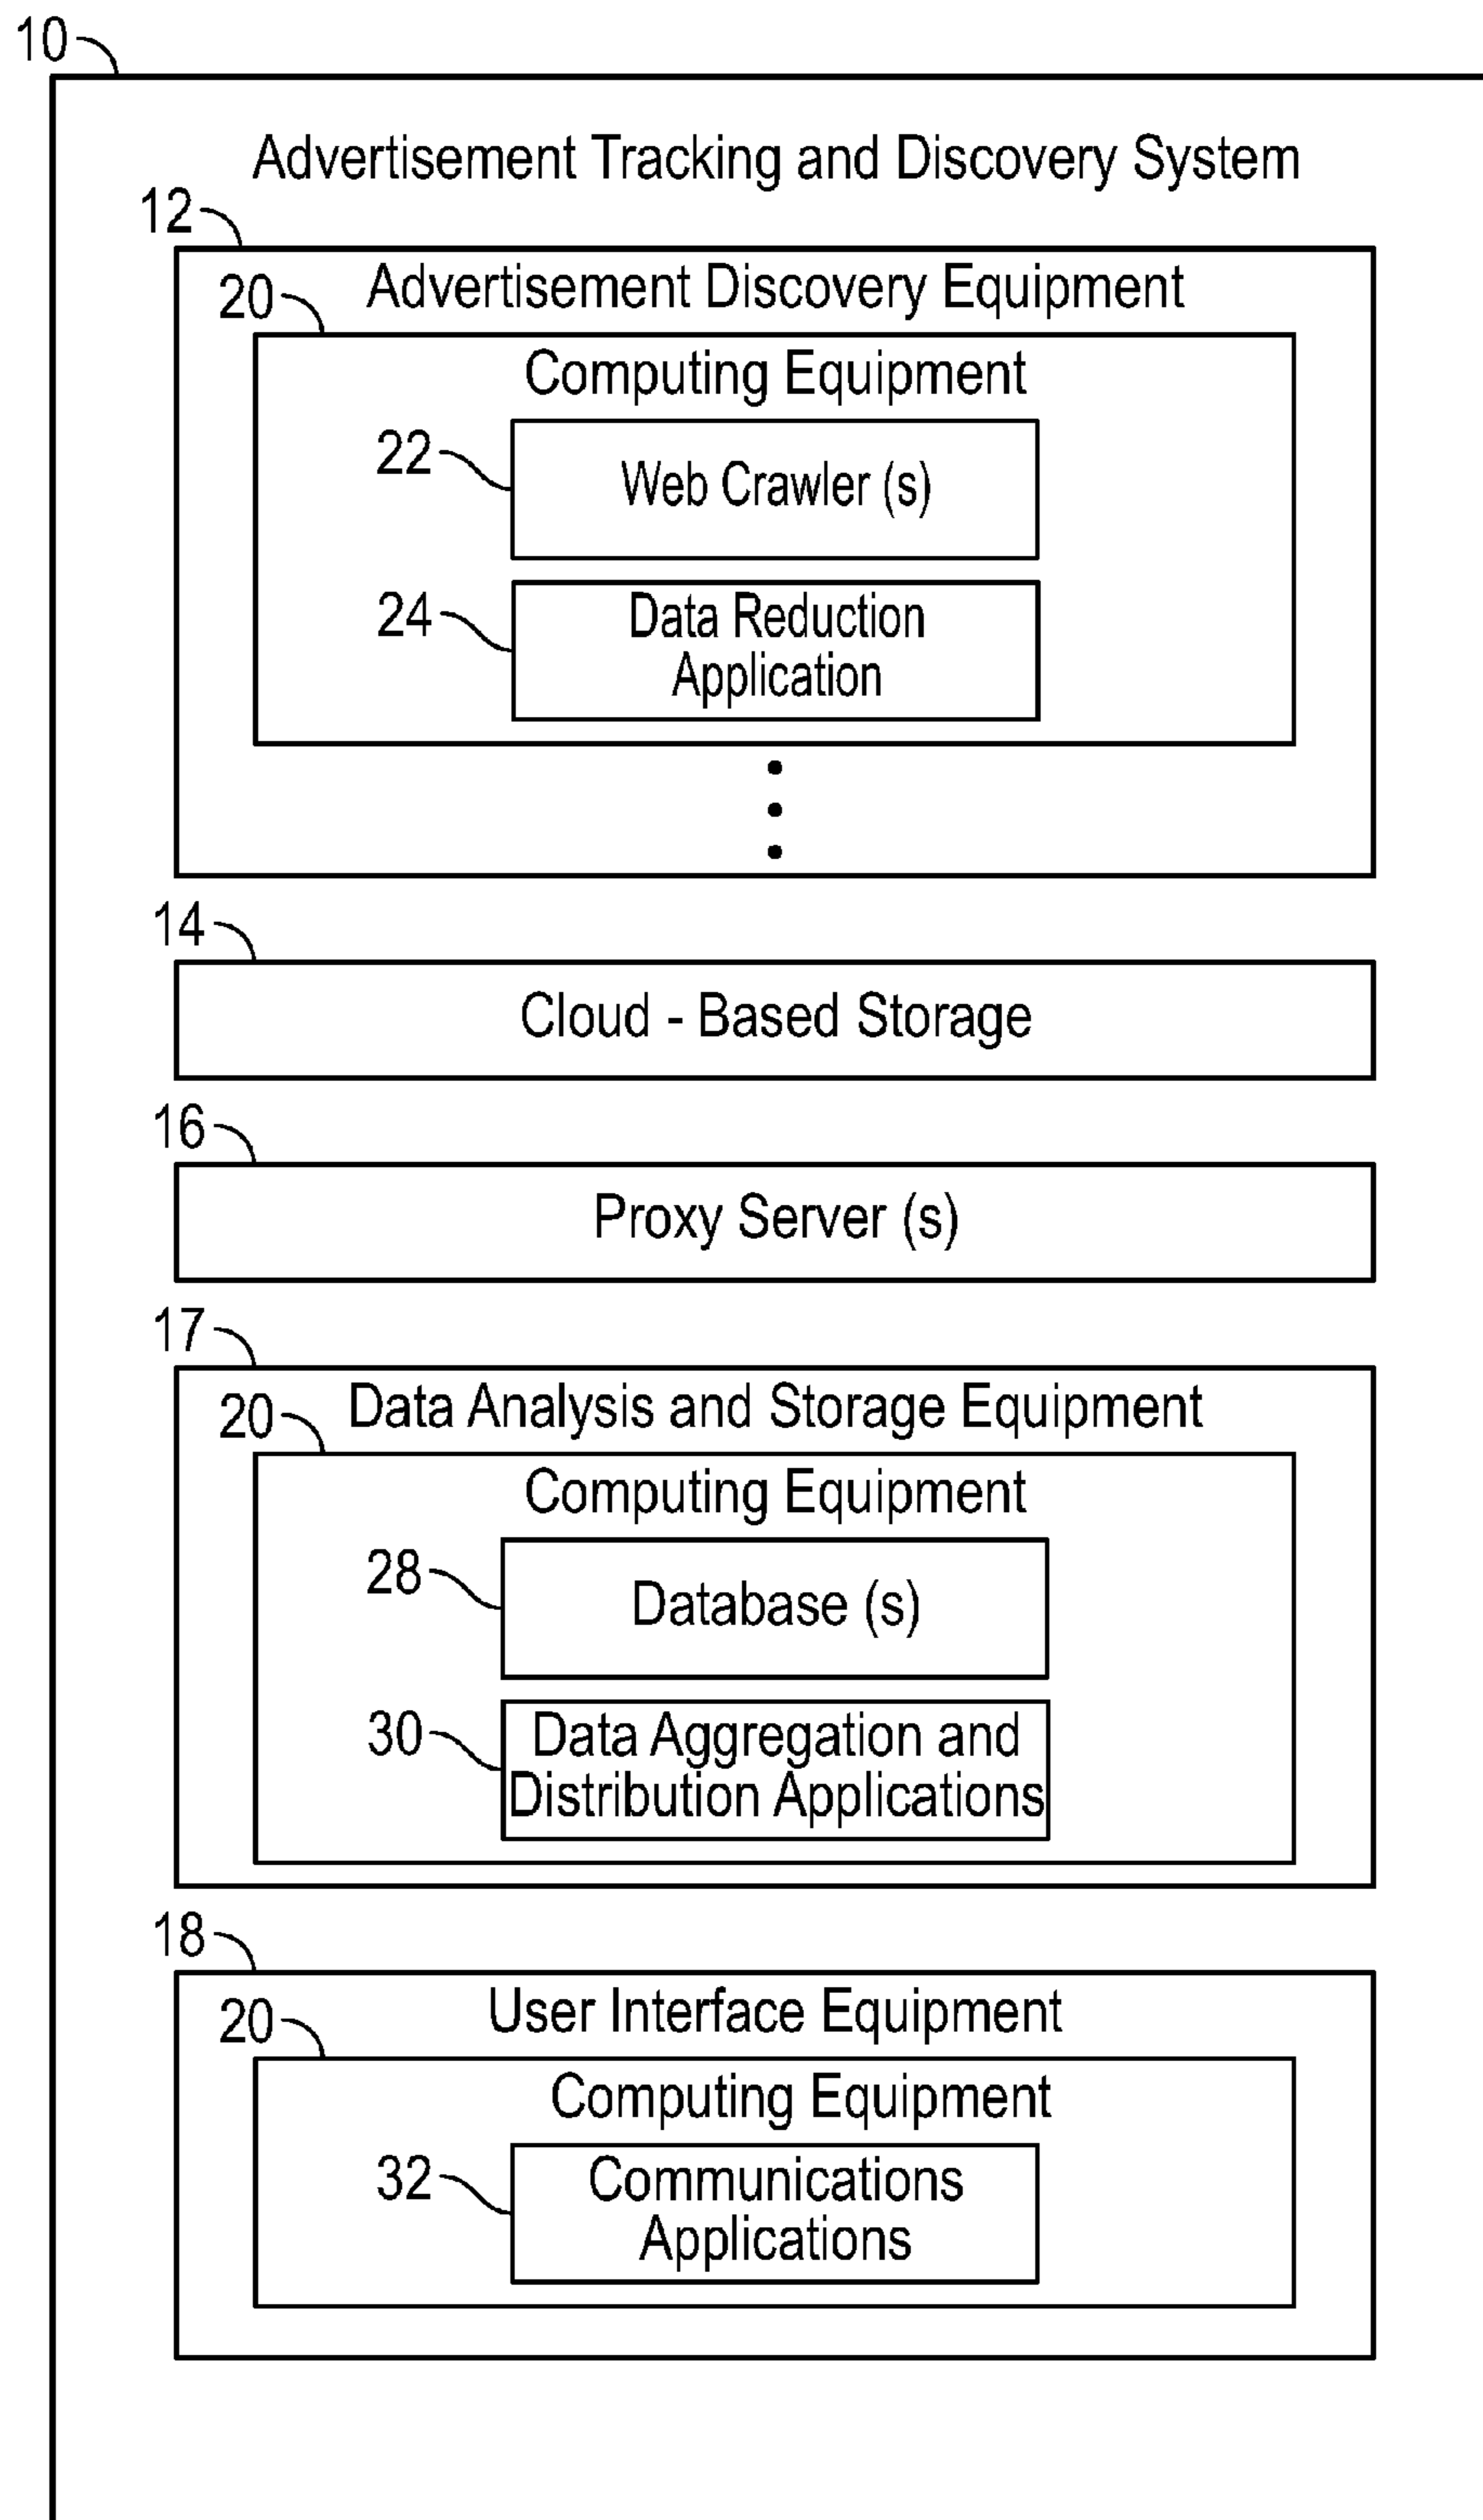 10
Advertisement Tracking and Discovery System
12
20
Advertisement Discovery Equipment
Computing Equipment
22
Web Crawler (s)
24
Data Reduction
Application
14
Cloud - Based Storage
16
Proxy Server (s)
17
20
Data Analysis and Storage Equipment
Computing Equipment
28
Database (s)
30
Data Aggregation and
Distribution Applications
18
20
User Interface Equipment
Computing Equipment
32
Communications
Applications